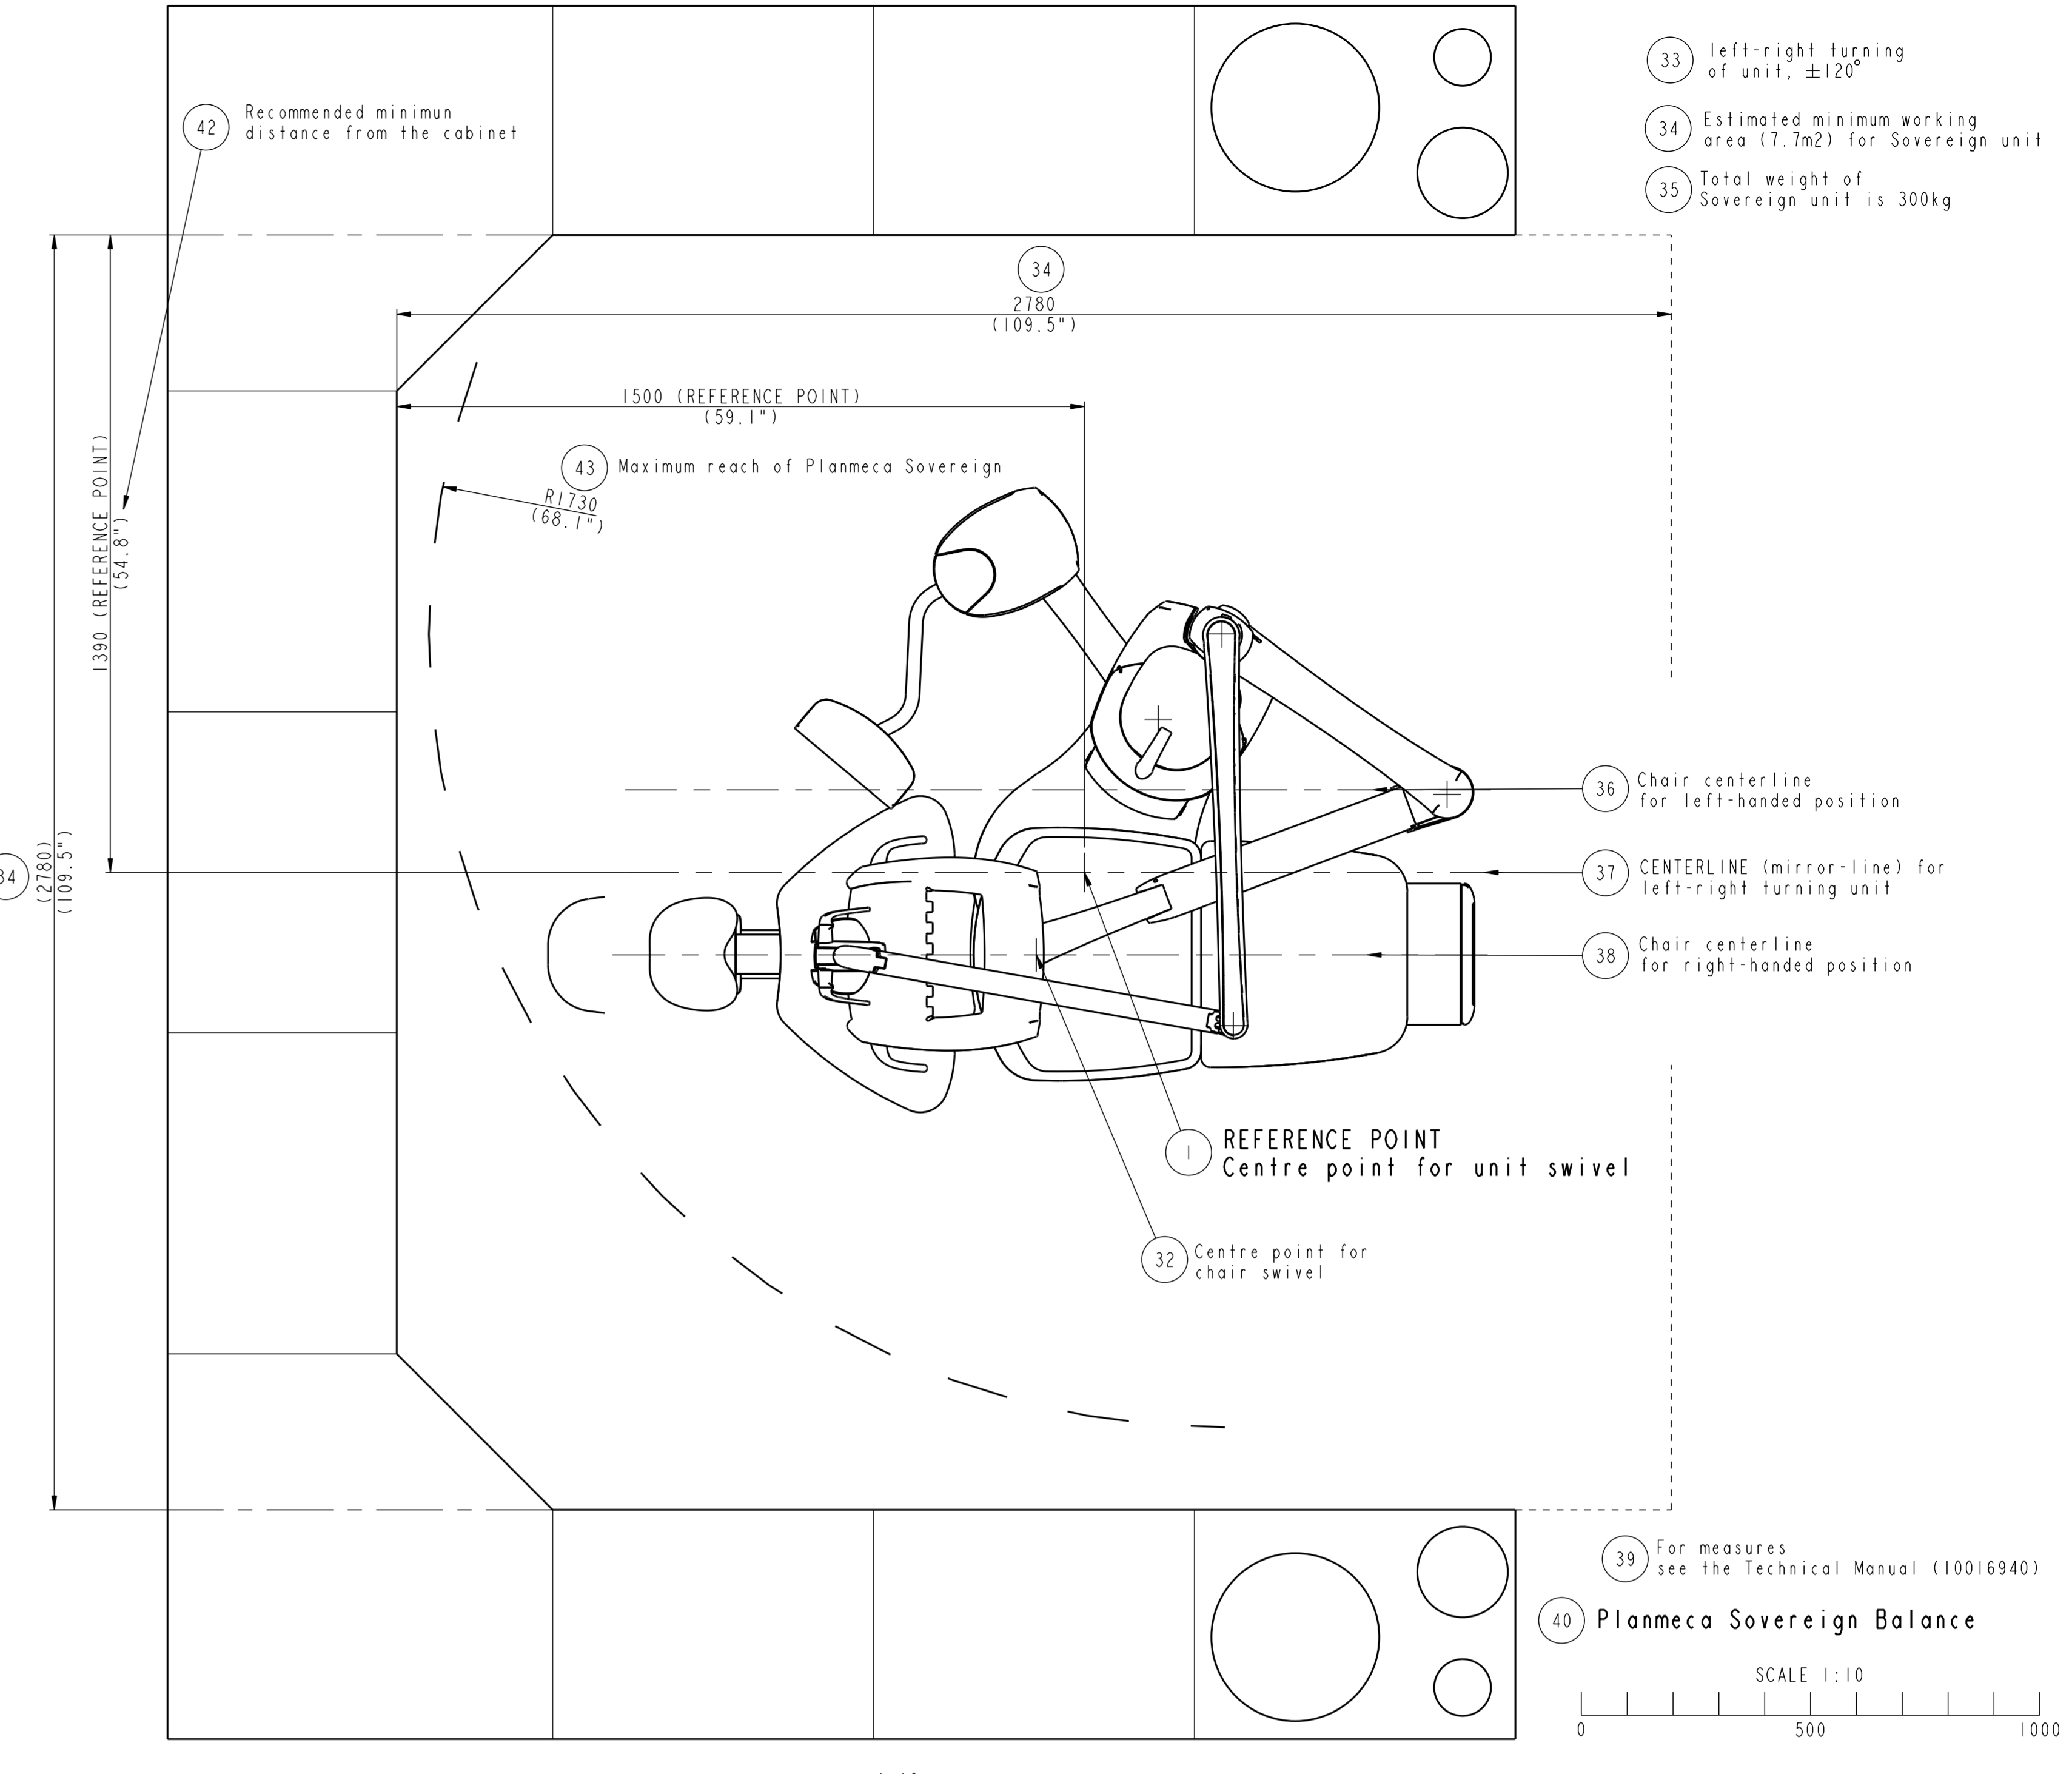 33
left-right turning
of unit, ±120°
42
Recommended minimun
distance from the cabinet
34
Estimated minimum working
area (7.7m2) for Sovereign unit
35
Total weight of
Sovereign unit is 300kg
34
2780
(109.5")
1500 (REFERENCE POINT)
(59.1")
43
Maximum reach of Planmeca Sovereign
R1730
(68.1")
1390 (REFERENCE POINT)
(54.8")
34
(2780)
(109.5")
36
Chair centerline
for left-handed position
37
CENTERLINE (mirror-line) for
left-right turning unit
38
Chair centerline
for right-handed position
1
REFERENCE POINT
Centre point for unit swivel
32
Centre point for
chair swivel
39
For measures
see the Technical Manual (10016940)
40
Planmeca Sovereign Balance
SCALE 1:10
0
500
1000